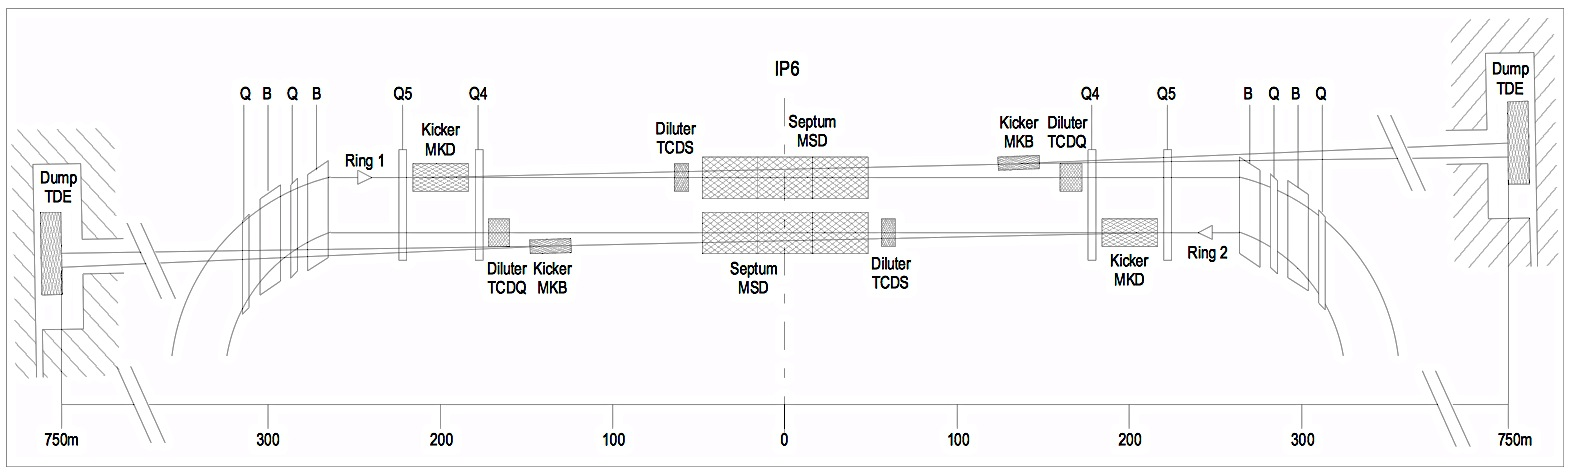 IP6
Dump
TDE
Q B Q B Q5 Q4 Q4 Q5 B Q B Q
Septum
MSD
Kicker
MKB
Diluter
TCDQ
Kicker
MKD
Diluter
TCDS
Ring 1
Dump
TDE
Ring 2
Diluter
TCDQ
Kicker
MKB
Septum
MSD
Diluter
TCDS
Kicker
MKD
750m 300 200 100 0 100 200 300 750m